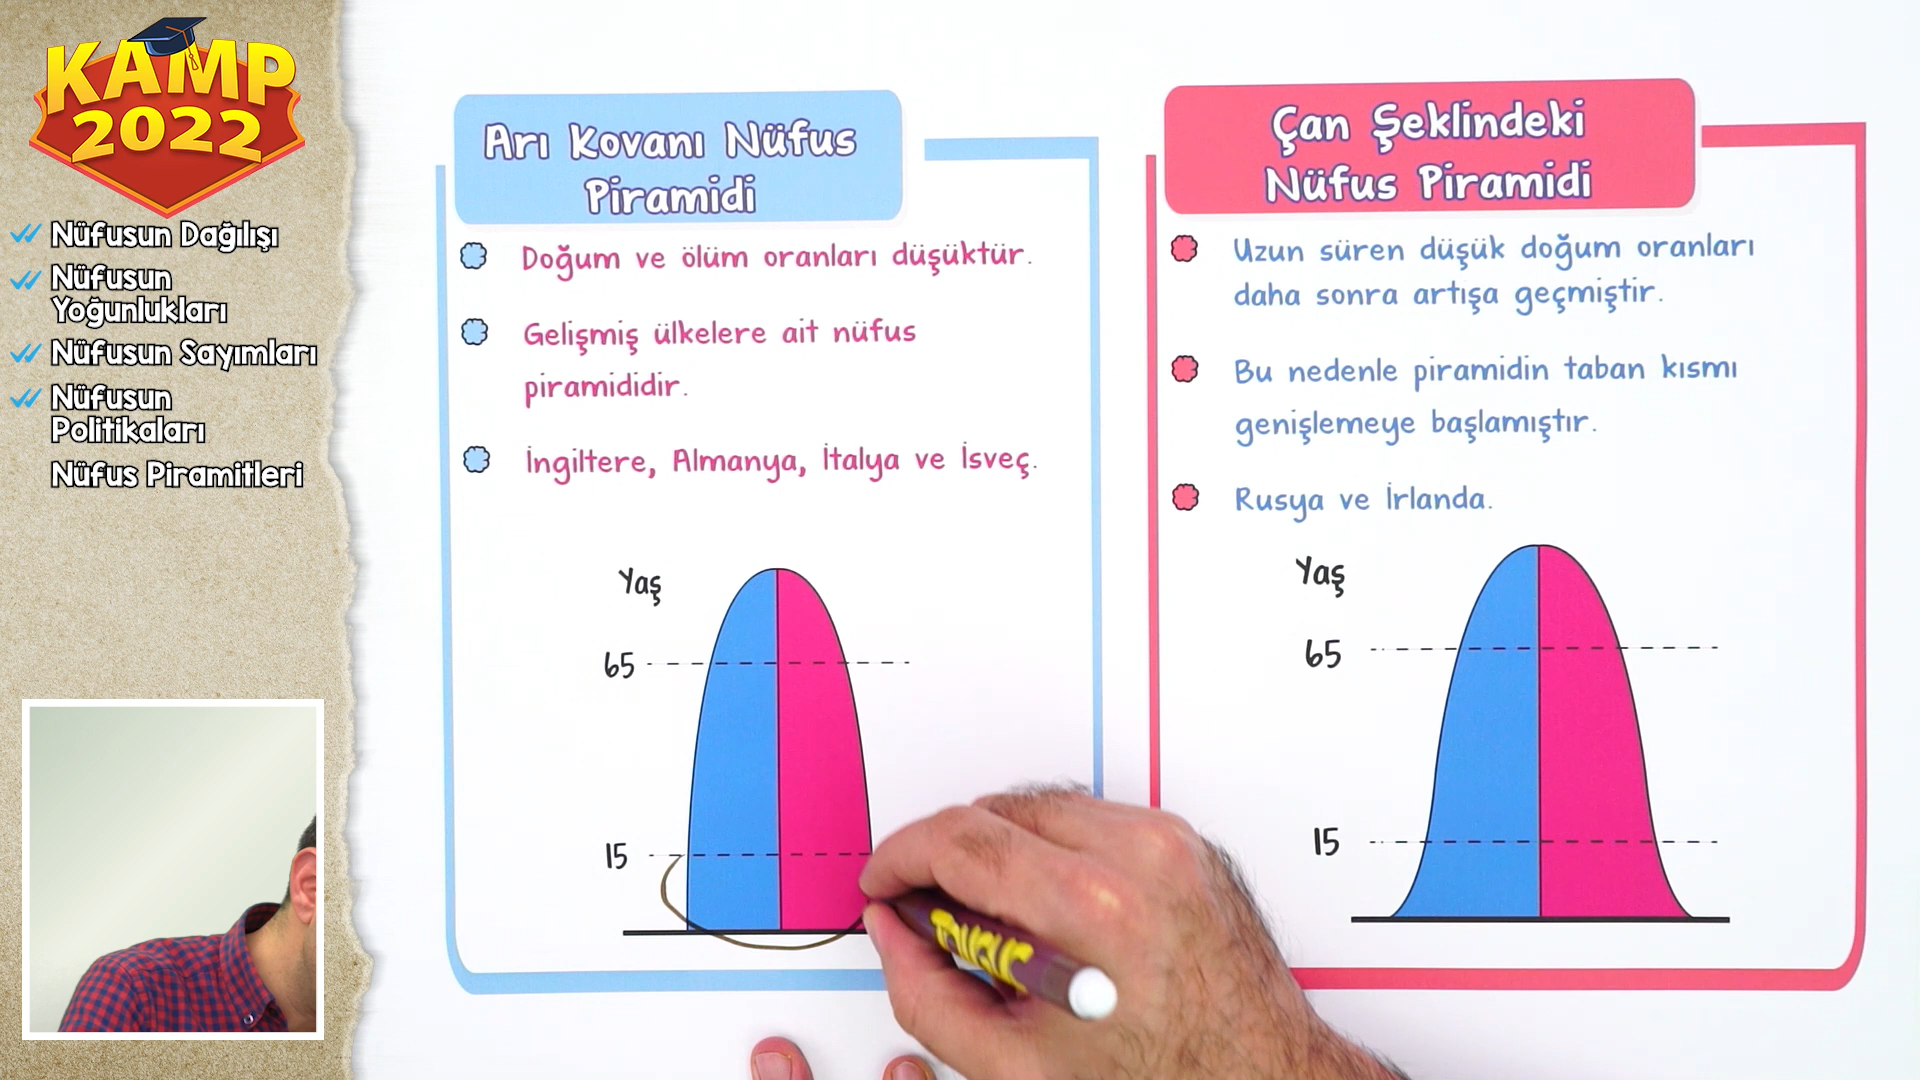 KAMP
2022
Nüfusun Dağılışı
Nüfusun
Yoğunlukları
Nüfusun Sayımları
Nüfusun
Politikaları
Nüfus Piramitleri
Arı Kovanı Nüfus
Piramidi
Doğum ve ölüm oranları düşüktür.
Gelişmiş ülkelere ait nüfus
piramididir.
İngiltere, Almanya, İtalya ve İsveç.
Yaş
65
15
Çan Şeklindeki
Nüfus Piramidi
Uzun süren düşük doğum oranları
daha sonra artışa geçmiştir.
Bu nedenle piramidin taban kısmı
genişlemeye başlamıştır.
Rusya ve İrlanda.
Yaş
65
15